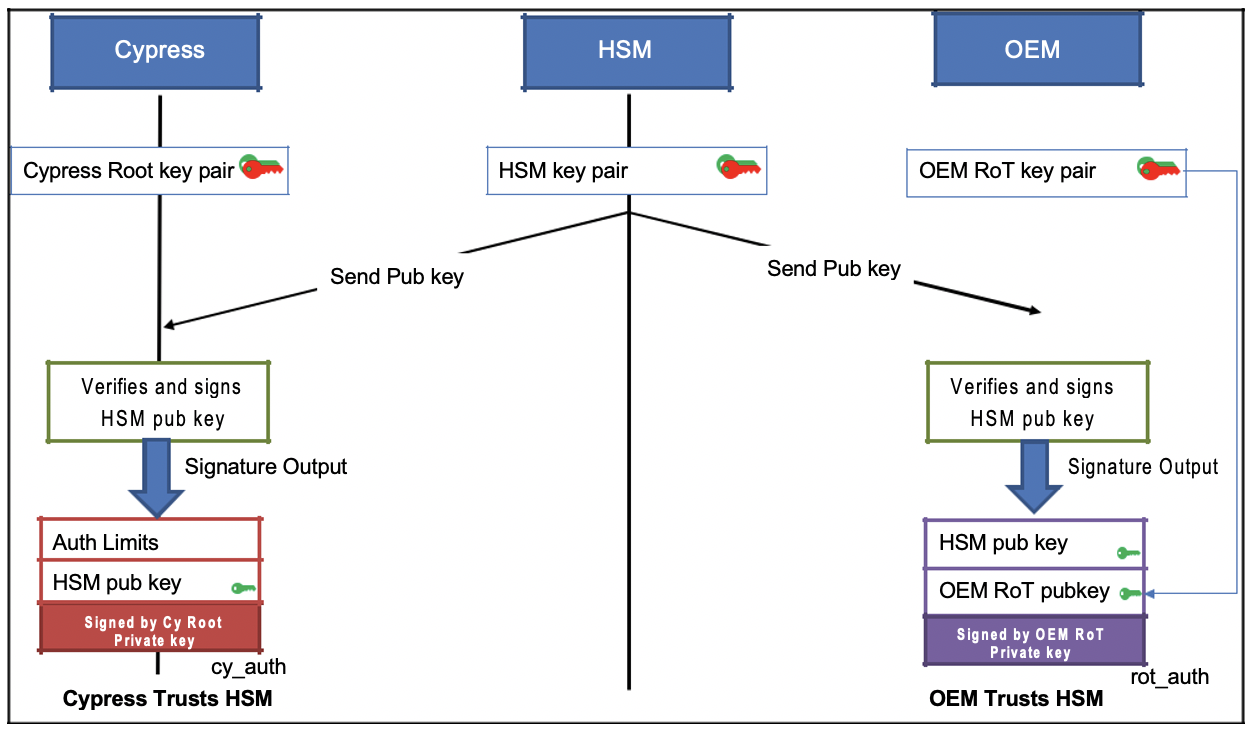 Cypress
HSM
OEM
Cypress Root key pair
HSM key pair
OEM RoT key pair
Send Pub key
Send Pub key
Verifies and signs
HSM pub key
Verifies and signs
HSM pub key
Signature Output
Signature Output
Auth Limits
HSM pub key
Signed by Cy Root
Private key
cy_auth
Cypress Trusts HSM
HSM pub key
OEM RoT pubkey
Signed by OEM RoT
Private key
rot_auth
OEM Trusts HSM